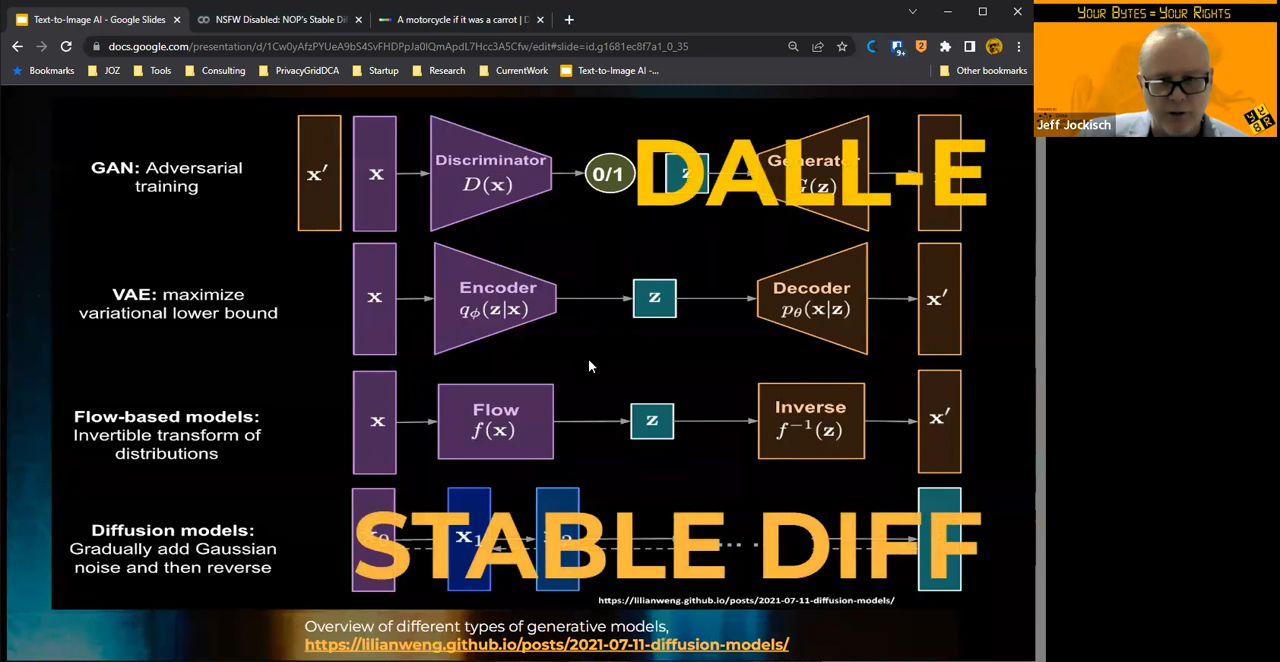 Text-to-Image AI - Google Slides
NSFW Disabled: NOP's Stable Dif
A motorcycle if it was a carrot | D
YOUR BYTES = YOUR RIGHTS
docs.google.com/presentation/d/1Cw0yAfzPYUeA9bS4SvFHDPpJa0lQmApdL7Hcc3A5Cfw/edit#slide=id.g1681ec8f7a1_0_35
9+
2
Bookmarks
JOZ
Tools
Consulting
PrivacyGridDCA
Startup
Research
CurrentWork
Text-to-Image AI -...
Other bookmarks
Jeff Jockisch
GAN: Adversarial
training
x′
x
Discriminator
D(x)
0/1
z
Generator
G(z)
DALL-E
VAE: maximize
variational lower bound
x
Encoder
qϕ(z|x)
z
Decoder
pθ(x|z)
x′
Flow-based models:
Invertible transform of
distributions
x
Flow
f(x)
z
Inverse
f⁻¹(z)
x′
Diffusion models:
Gradually add Gaussian
noise and then reverse
x₁
...
STABLE DIFF
https://lilianweng.github.io/posts/2021-07-11-diffusion-models/
Overview of different types of generative models,
https://lilianweng.github.io/posts/2021-07-11-diffusion-models/